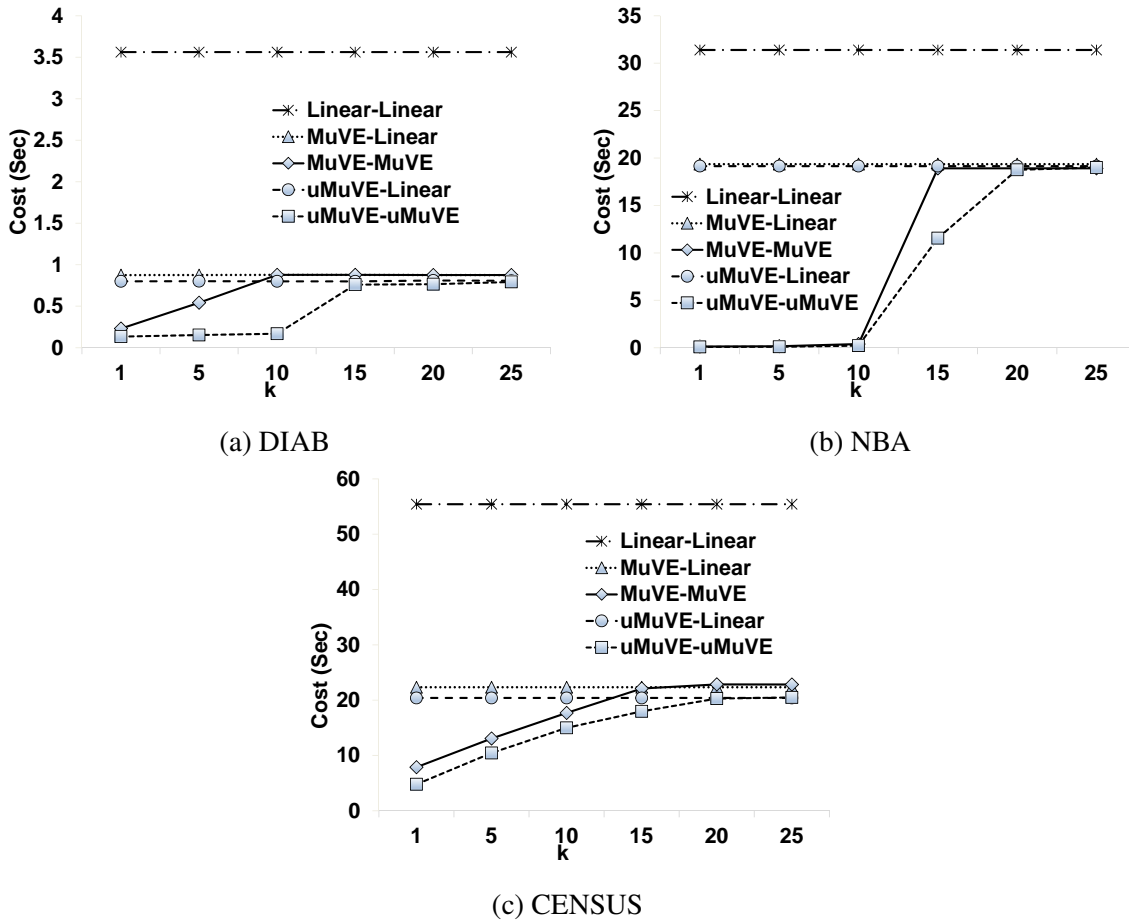 4
3.5
3
2.5
2
1.5
1
0.5
0
Cost (Sec)
Linear-Linear
MuVE-Linear
MuVE-MuVE
uMuVE-Linear
uMuVE-uMuVE
1 5 10 15 20 25
k
(a) DIAB
35
30
25
20
15
10
5
0
Cost (Sec)
Linear-Linear
MuVE-Linear
MuVE-MuVE
uMuVE-Linear
uMuVE-uMuVE
1 5 10 15 20 25
k
(b) NBA
60
50
40
30
20
10
0
Cost (Sec)
Linear-Linear
MuVE-Linear
MuVE-MuVE
uMuVE-Linear
uMuVE-uMuVE
1 5 10 15 20 25
k
(c) CENSUS